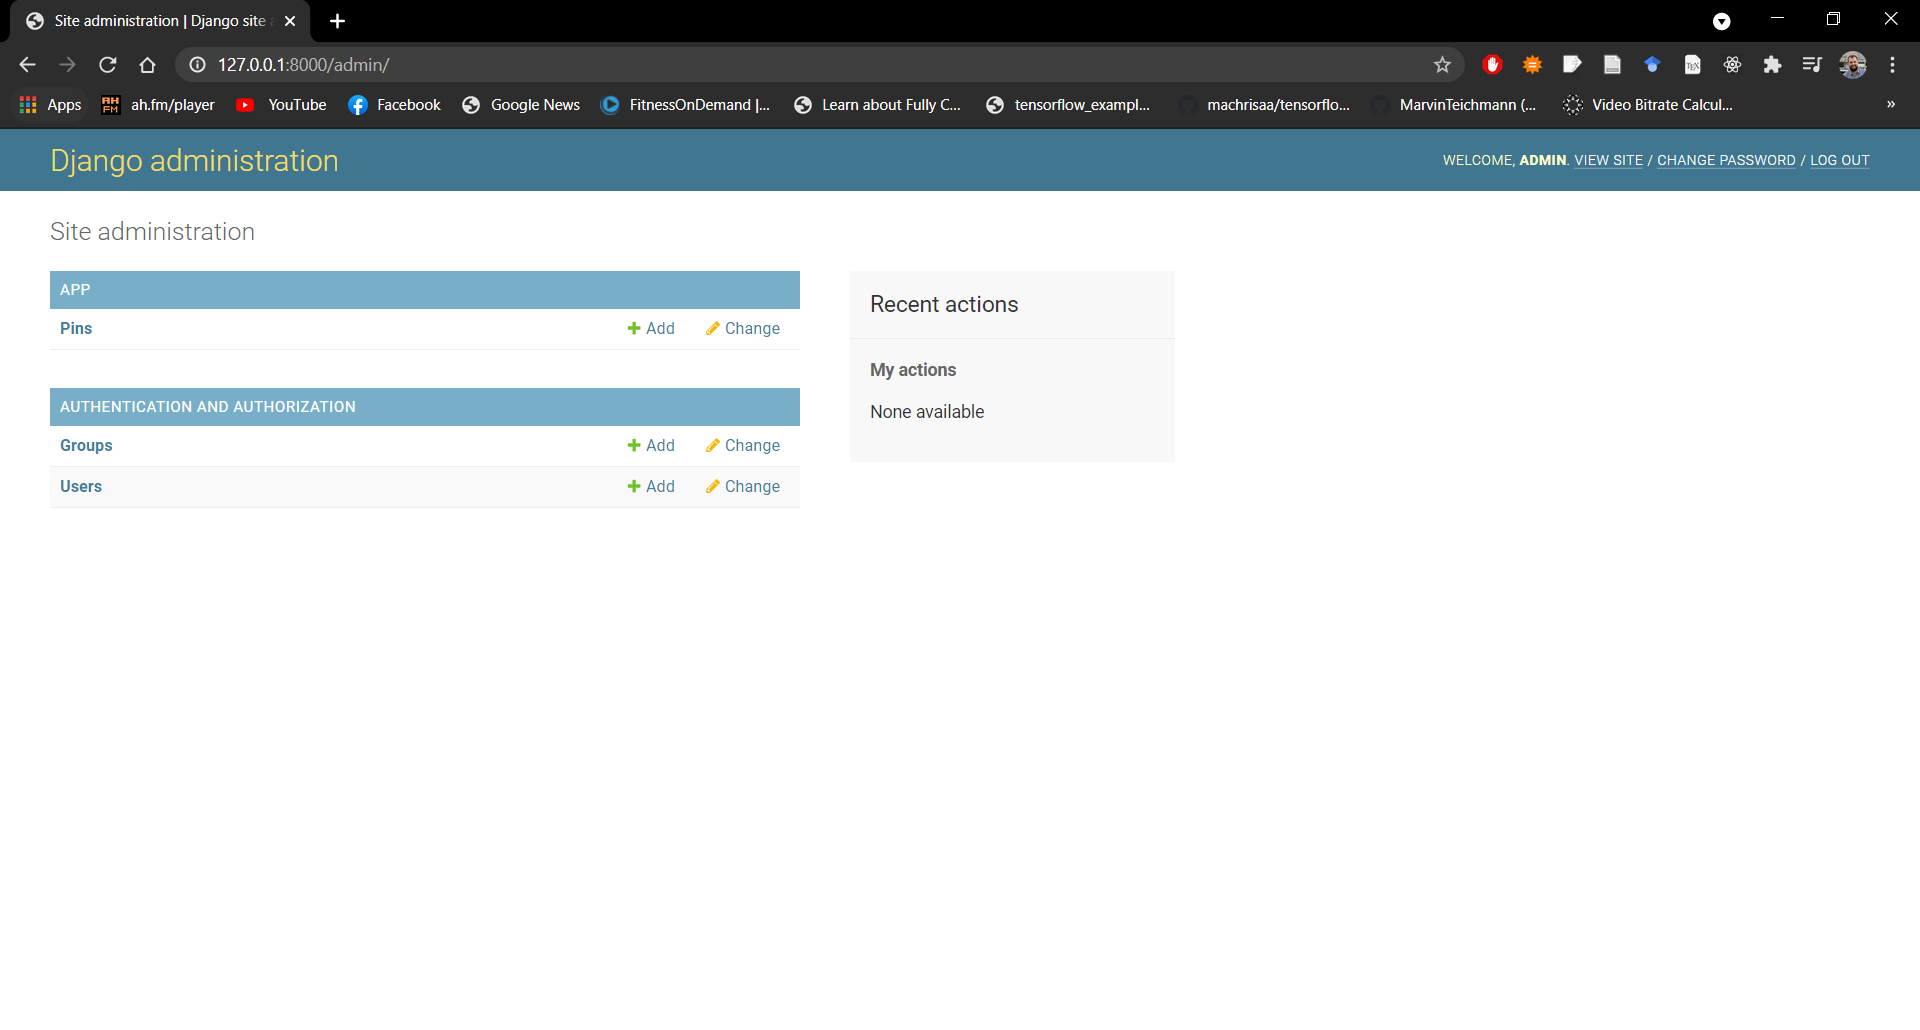 Site administration | Django site
127.0.0.1:8000/admin/
Apps
AH FM
ah.fm/player
YouTube
Facebook
Google News
FitnessOnDemand |...
Learn about Fully C...
tensorflow_exampl...
machrisaa/tensorflo...
MarvinTeichmann (...
Video Bitrate Calcul...
»
Django administration
WELCOME, ADMIN. VIEW SITE / CHANGE PASSWORD / LOG OUT
Site administration
APP
Pins Add Change
AUTHENTICATION AND AUTHORIZATION
Groups Add Change
Users Add Change
Recent actions
My actions
None available